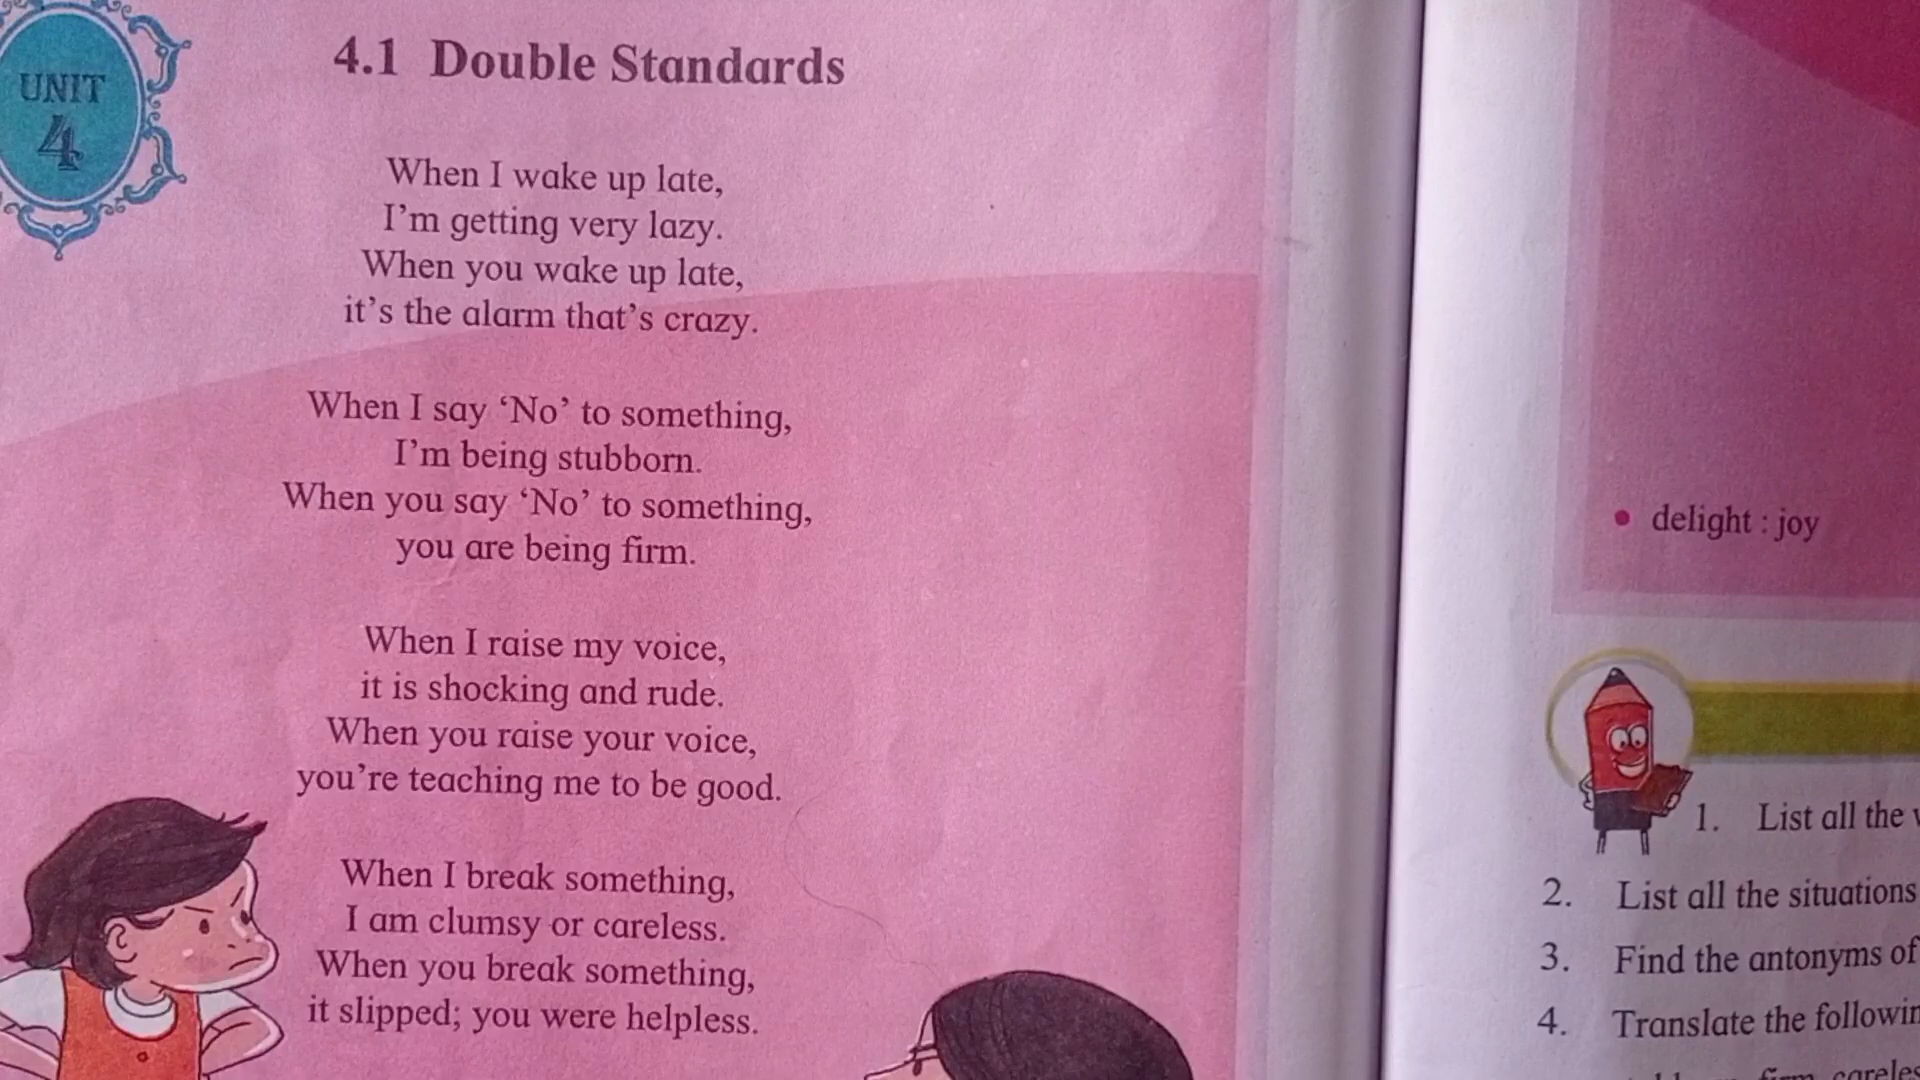 UNIT
4
4.1 Double Standards
When I wake up late,
I'm getting very lazy.
When you wake up late,
it's the alarm that's crazy.
When I say ‘No’ to something,
I'm being stubborn.
When you say ‘No’ to something,
you are being firm.
When I raise my voice,
it is shocking and rude.
When you raise your voice,
you're teaching me to be good.
When I break something,
I am clumsy or careless.
When you break something,
it slipped; you were helpless.
• delight : joy
1. List all the
2. List all the situations
3. Find the antonyms of
4. Translate the